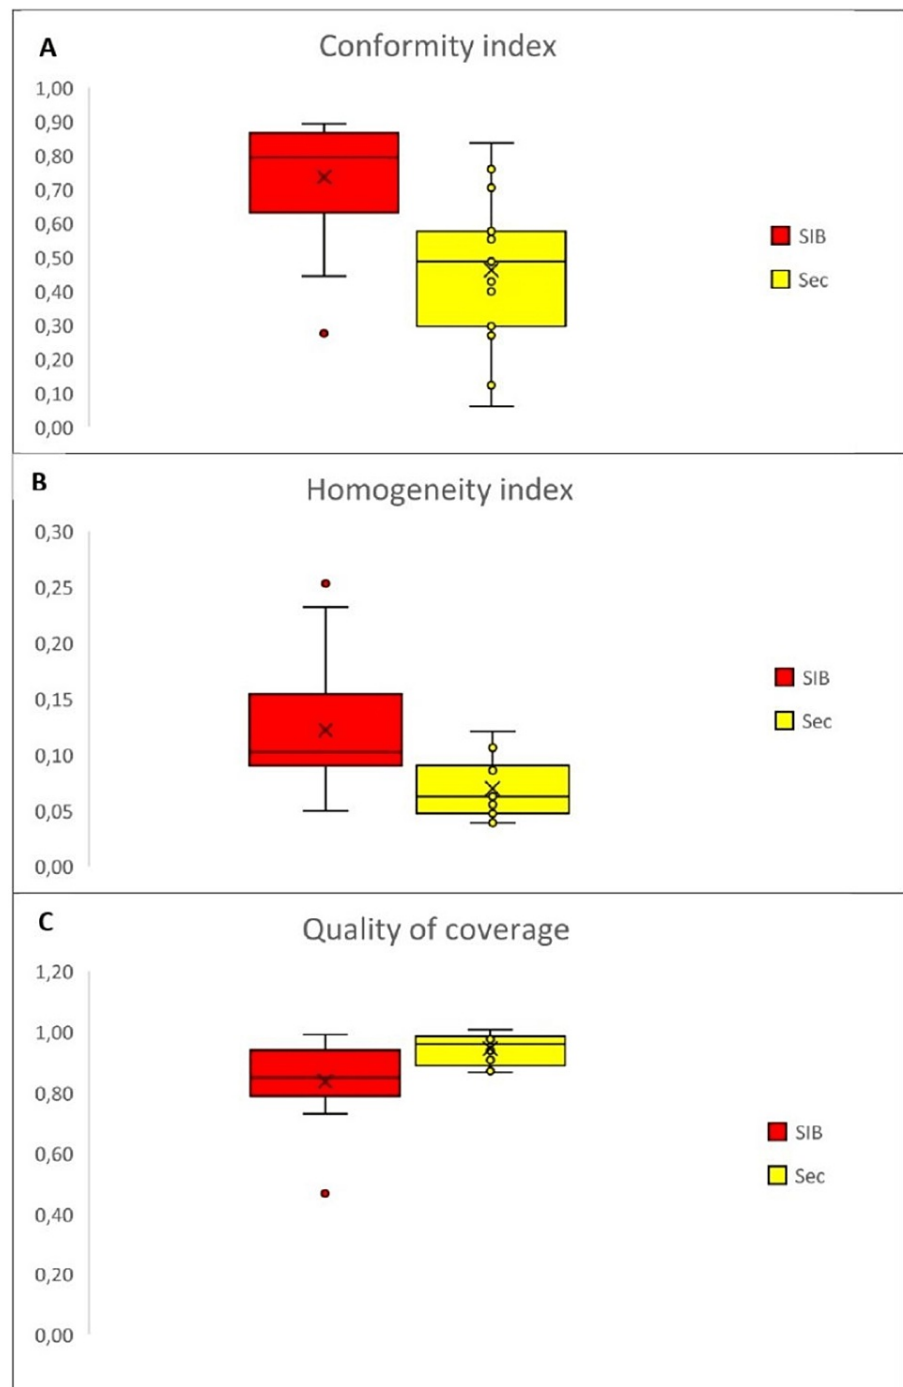 A
Conformity index
1,00
0,90
0,80
0,70
0,60
0,50
0,40
0,30
0,20
0,10
0,00
SIB
Sec
B
Homogeneity index
0,30
0,25
0,20
0,15
0,10
0,05
0,00
SIB
Sec
C
Quality of coverage
1,20
1,00
0,80
0,60
0,40
0,20
0,00
SIB
Sec